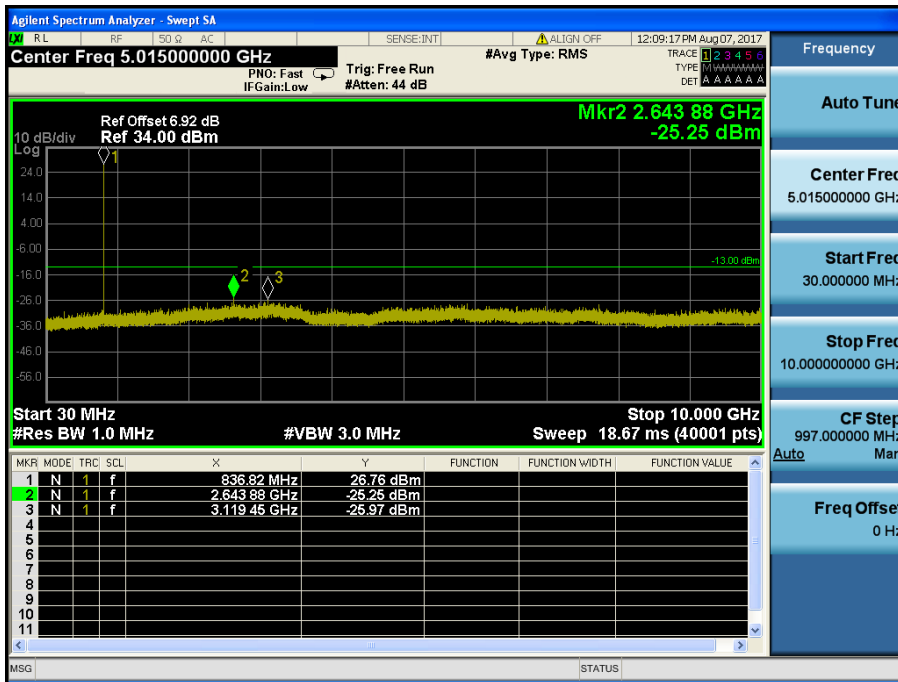 Agilent Spectrum Analyzer - Swept SA
LXI RL RF 50 Ω AC SENSE:INT ALIGN OFF 12:09:17 PM Aug 07, 2017
Center Freq 5.015000000 GHz
PNO: Fast
IFGain:Low
Trig: Free Run
#Atten: 44 dB
#Avg Type: RMS
TRACE 1 2 3 4 5 6
TYPE MWWWWW
DET A A A A A A
Mkr2 2.643 88 GHz
-25.25 dBm
Ref Offset 6.92 dB
10 dB/div Ref 34.00 dBm
Log
24.0
14.0
4.00
-6.00
-16.0
-26.0
-36.0
-46.0
-56.0
1
2
3
-13.00 dBm
Start 30 MHz Stop 10.000 GHz
#Res BW 1.0 MHz #VBW 3.0 MHz Sweep 18.67 ms (40001 pts)
MKR MODE TRC SCL X Y FUNCTION FUNCTION WIDTH FUNCTION VALUE
1 N 1 f 836.82 MHz 26.76 dBm
2 N 1 f 2.643 88 GHz -25.25 dBm
3 N 1 f 3.119 45 GHz -25.97 dBm
4
5
6
7
8
9
10
11
MSG STATUS
Frequency
Auto Tune
Center Freq
5.015000000 GHz
Start Freq
30.000000 MHz
Stop Freq
10.000000000 GHz
CF Step
997.000000 MHz
Auto Man
Freq Offset
0 Hz